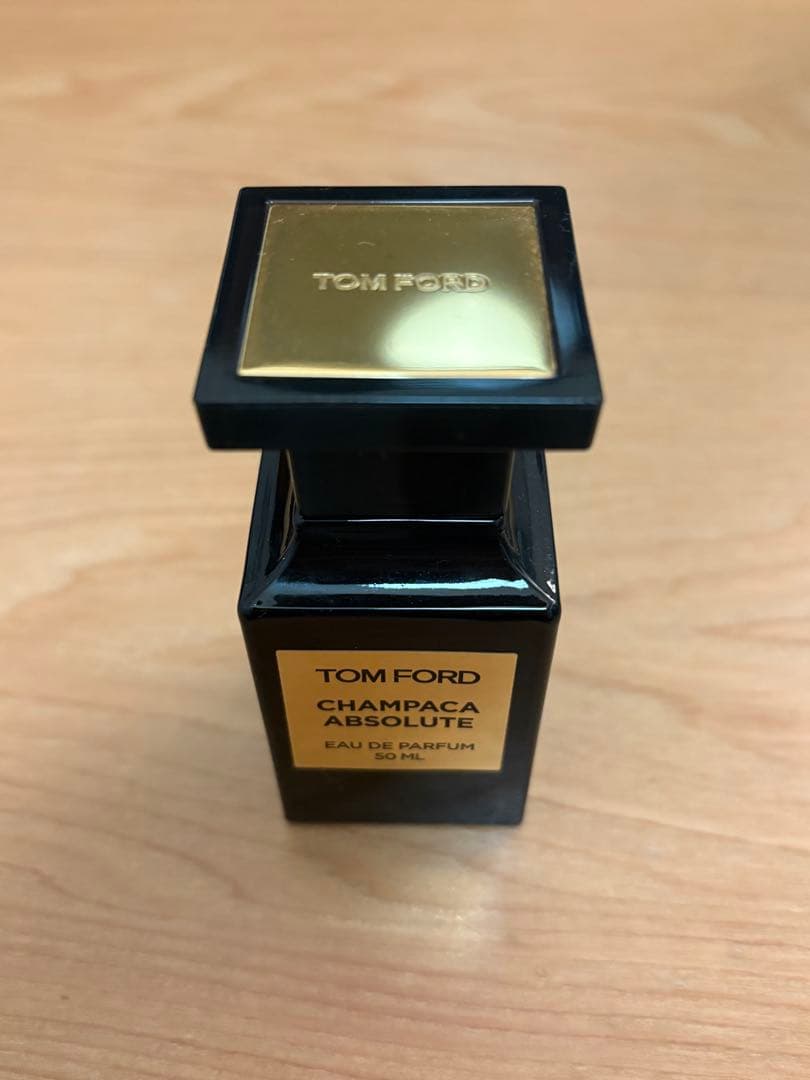 TOM FORD
TOM FORD
CHAMPACA
ABSOLUTE
EAU DE PARFUM
50 ML